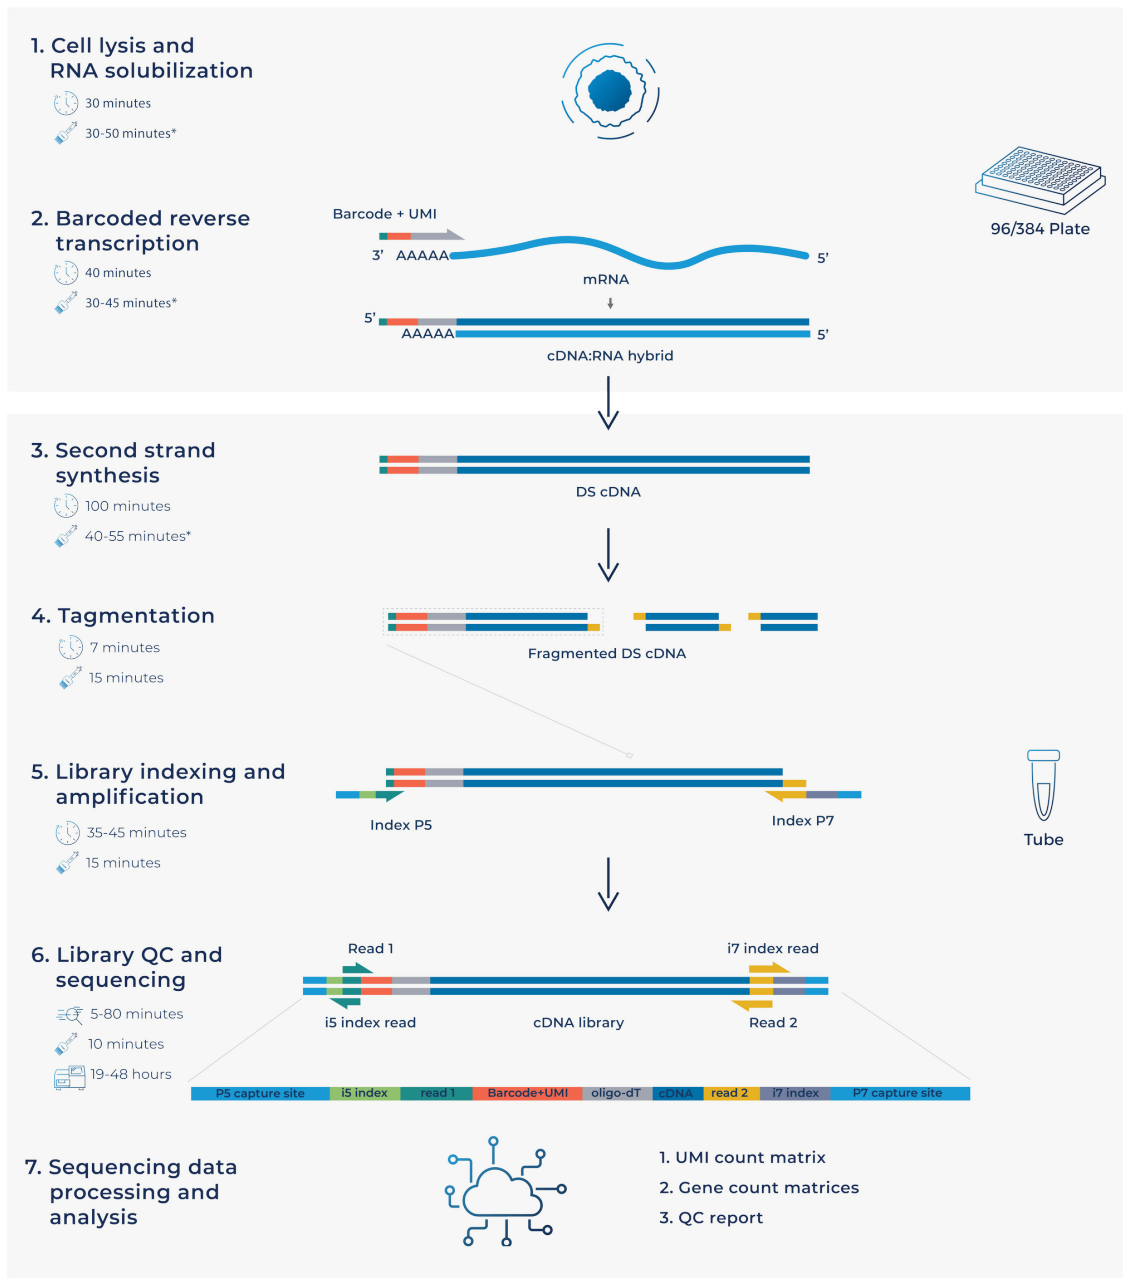 1. Cell lysis and
RNA solubilization
30 minutes
30-50 minutes*
96/384 Plate
2. Barcoded reverse
transcription
40 minutes
30-45 minutes*
Barcode + UMI
3’ AAAAA 5’
mRNA
5’
AAAAA 5’
cDNA:RNA hybrid
3. Second strand
synthesis
100 minutes
40-55 minutes*
DS cDNA
4. Tagmentation
7 minutes
15 minutes
Fragmented DS cDNA
5. Library indexing and
amplification
35-45 minutes
15 minutes
Index P5
Index P7
Tube
6. Library QC and
sequencing
5-80 minutes
10 minutes
19-48 hours
Read 1
i7 index read
i5 index read
cDNA library
Read 2
P5 capture site i5 index read 1 Barcode+UMI oligo-dT cDNA read 2 i7 index P7 capture site
7. Sequencing data
processing and
analysis
1. UMI count matrix
2. Gene count matrices
3. QC report